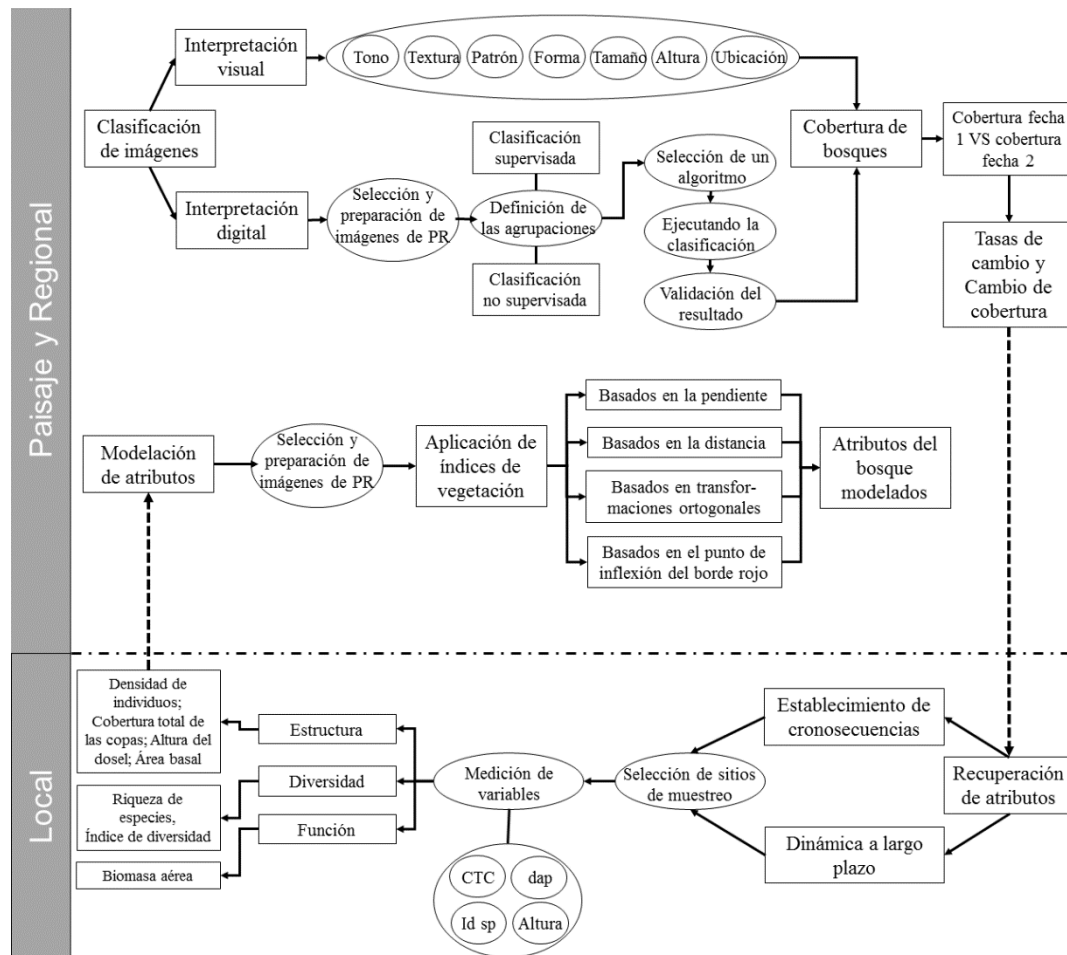 Paisaje y Regional
Interpretación
visual
Tono
Textura
Patrón
Forma
Tamaño
Altura
Ubicación
Clasificación
de imágenes
Interpretación
digital
Selección y
preparación de
imágenes de PR
Clasificación
supervisada
Definición de
las agrupaciones
Clasificación
no supervisada
Selección de un
algoritmo
Ejecutando la
clasificación
Validación del
resultado
Cobertura de
bosques
Cobertura fecha
1 VS cobertura
fecha 2
Tasas de
cambio y
Cambio de
cobertura
Modelación
de atributos
Selección y
preparación de
imágenes de PR
Aplicación de
índices de
vegetación
Basados en la pendiente
Basados en la distancia
Basados en transfor-
maciones ortogonales
Basados en el punto de
inflexión del borde rojo
Atributos del
bosque
modelados
Local
Densidad de
individuos;
Cobertura total de
las copas; Altura del
dosel; Área basal
Riqueza de
especies,
Índice de diversidad
Biomasa aérea
Estructura
Diversidad
Función
Medición de
variables
CTC
dap
Id sp
Altura
Selección de sitios
de muestreo
Establecimiento de
cronosecuencias
Dinámica a largo
plazo
Recuperación
de atributos